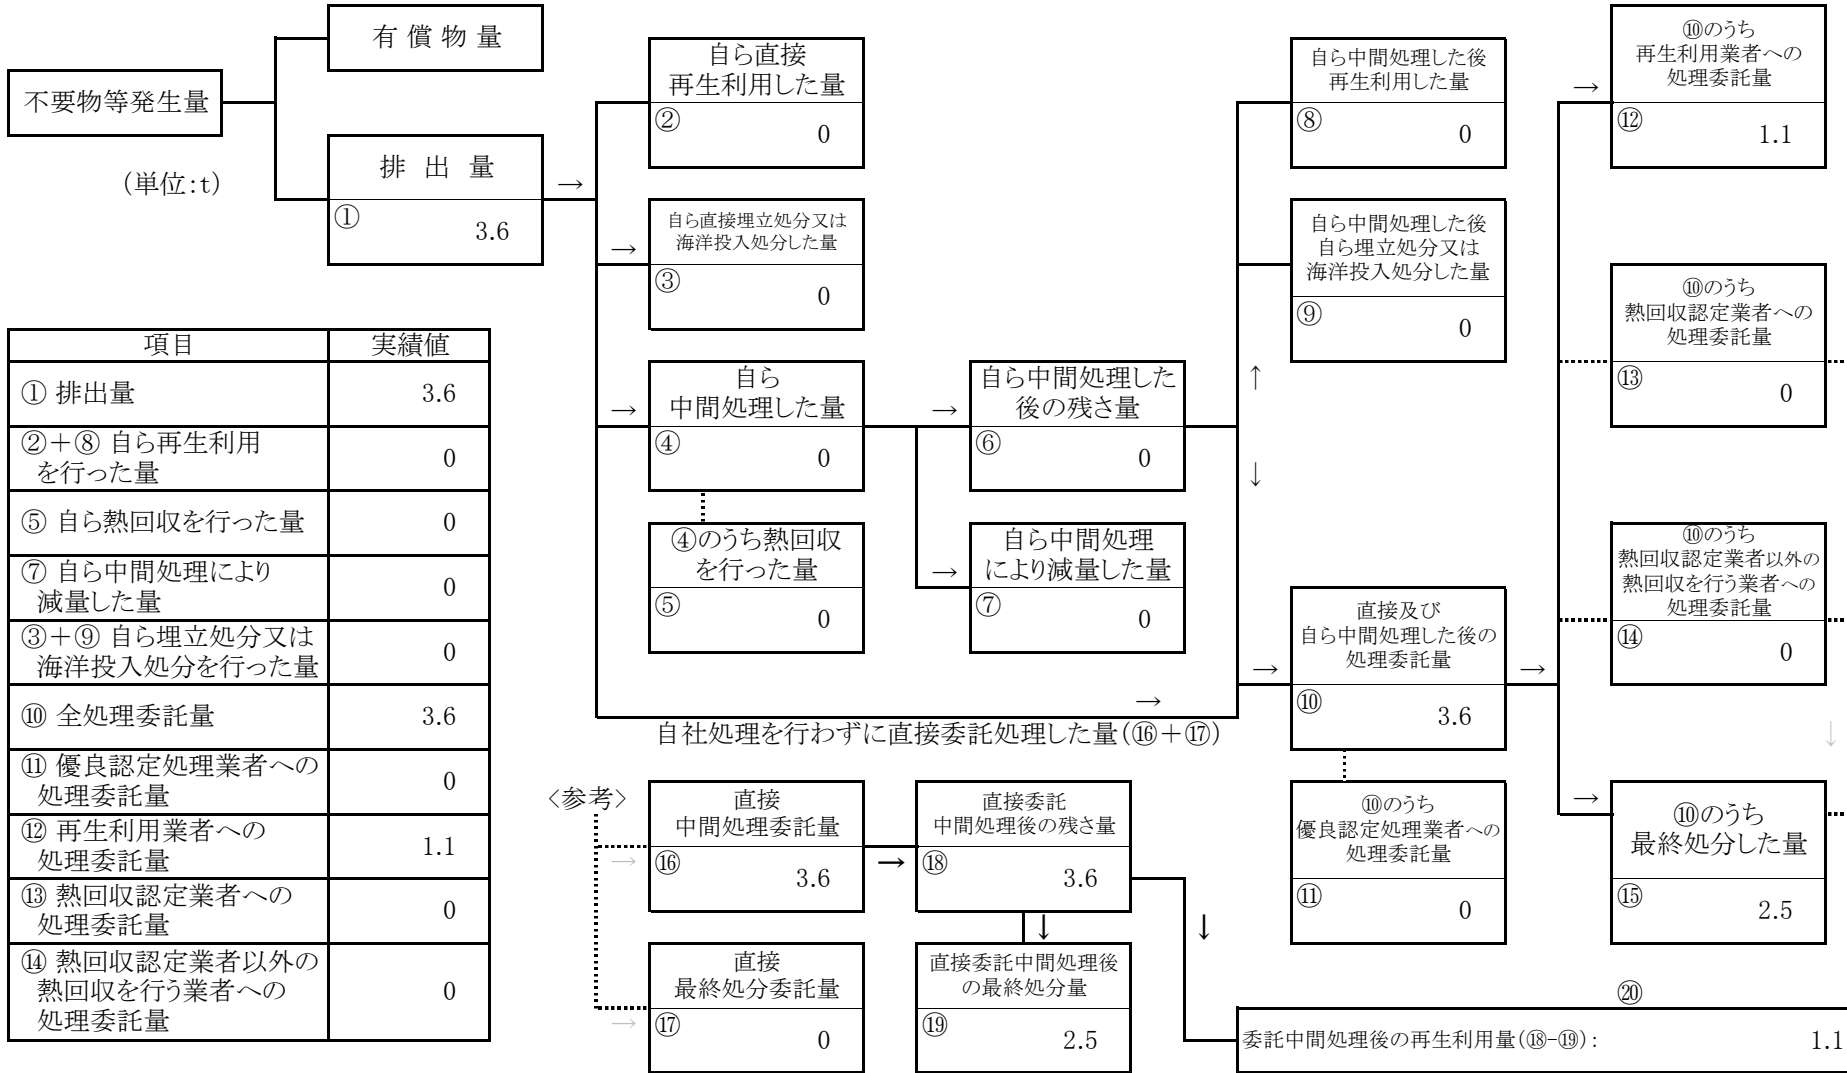 不要物等発生量
(単位:t)
有 償 物 量
排 出 量
① 3.6
→
自ら直接
再生利用した量
② 0
→
自ら直接埋立処分又は
海洋投入処分した量
③ 0
→
自ら
中間処理した量
④ 0
④のうち熱回収
を行った量
⑤ 0
→
自ら中間処理した
後の残さ量
⑥ 0
→
自ら中間処理
により減量した量
⑦ 0
↑
↓
自ら中間処理した後
再生利用した量
⑧ 0
自ら中間処理した後
自ら埋立処分又は
海洋投入処分した量
⑨ 0
→
自社処理を行わずに直接委託処理した量(⑯+⑰)
→
直接及び
自ら中間処理した後の
処理委託量
⑩ 3.6
→
⑩のうち
優良認定処理業者への
処理委託量
⑪ 0
→
⑩のうち
再生利用業者への
処理委託量
⑫ 1.1
⑩のうち
熱回収認定業者への
処理委託量
⑬ 0
⑩のうち
熱回収認定業者以外の
熱回収を行う業者への
処理委託量
⑭ 0
↓
→
⑩のうち
最終処分した量
⑮ 2.5
項目 実績値
① 排出量 3.6
②+⑧ 自ら再生利用
を行った量 0
⑤ 自ら熱回収を行った量 0
⑦ 自ら中間処理により
減量した量 0
③+⑨ 自ら埋立処分又は
海洋投入処分を行った量 0
⑩ 全処理委託量 3.6
⑪ 優良認定処理業者への
処理委託量 0
⑫ 再生利用業者への
処理委託量 1.1
⑬ 熱回収認定業者への
処理委託量 0
⑭ 熱回収認定業者以外の
熱回収を行う業者への
処理委託量 0
<参考>
→
直接
中間処理委託量
⑯ 3.6
→
直接
最終処分委託量
⑰ 0
→
直接委託
中間処理後の残さ量
⑱ 3.6
↓
直接委託中間処理後
の最終処分量
⑲ 2.5
↓
⑳
委託中間処理後の再生利用量(⑱-⑲): 1.1